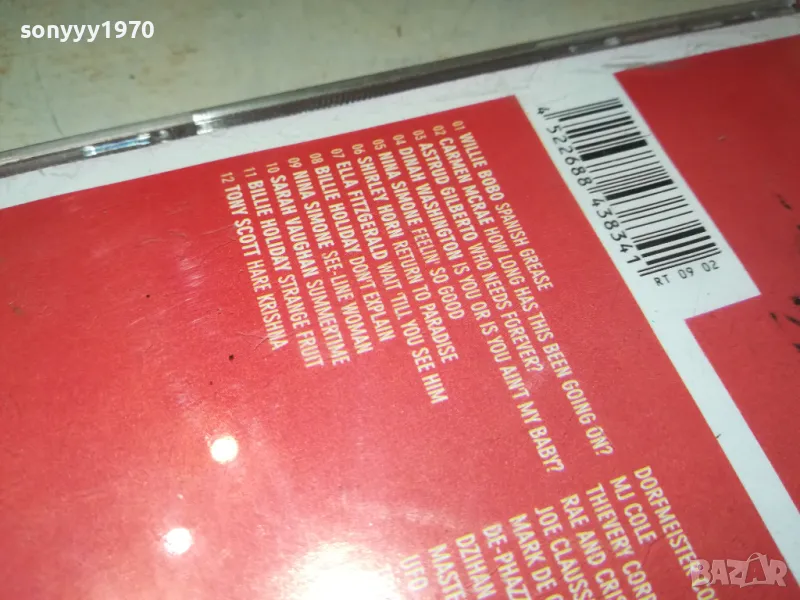 sonyyy1970
01 WILLIE BOBO SPANISH GREASE
02 CARMEN MCRAE HOW LONG HAS THIS BEEN GOING ON?
03 ASTRUD GILBERTO WHO NEEDS FOREVER?
04 DINAH WASHINGTON IS YOU OR IS YOU AIN'T MY BABY?
05 NINA SIMONE FEELIN' SO GOOD
06 SHIRLEY HORN RETURN TO PARADISE
07 ELLA FITZGERALD WAIT 'TILL YOU SEE HIM
08 BILLIE HOLIDAY DON'T EXPLAIN
09 NINA SIMONE SEE-LINE WOMAN
10 SARAH VAUGHAN SUMMERTIME
11 BILLIE HOLIDAY STRANGE FRUIT
12 TONY SCOTT HARE KRISHNA
DORFMEISTER
MJ COLE
THIEVERY CORP
RAE AND CRIS
JOE CLAUSS
MARK DE
DE-PHAZZ
DZIHAN
MASTE
UFO
4 522688 438341
RT 09 02
BAZAR
bg